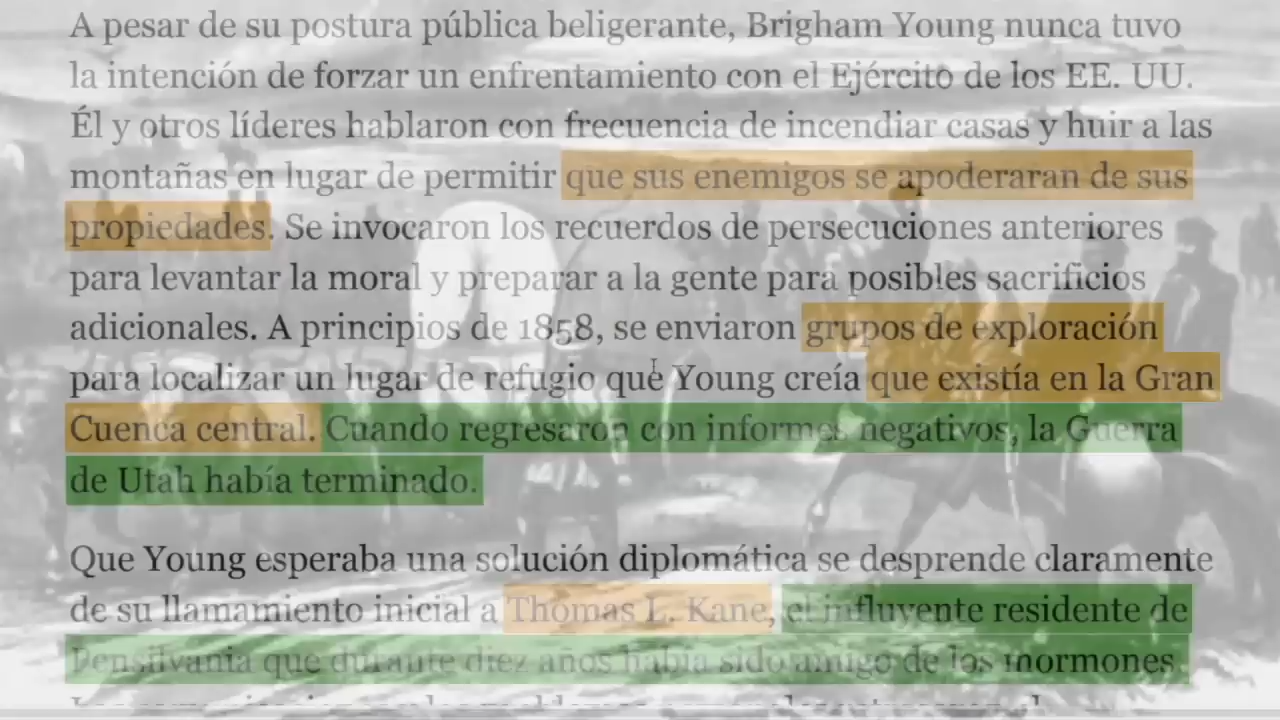 A pesar de su postura pública beligerante, Brigham Young nunca tuvo
la intención de forzar un enfrentamiento con el Ejército de los EE. UU.
Él y otros líderes hablaron con frecuencia de incendiar casas y huir a las
montañas en lugar de permitir que sus enemigos se apoderaran de sus
propiedades. Se invocaron los recuerdos de persecuciones anteriores
para levantar la moral y preparar a la gente para posibles sacrificios
adicionales. A principios de 1858, se enviaron grupos de exploración
para localizar un lugar de refugio que Young creía que existía en la Gran
Cuenca central. Cuando regresaron con informes negativos, la Guerra
de Utah había terminado.
Que Young esperaba una solución diplomática se desprende claramente
de su llamamiento inicial a Thomas L. Kane, el influyente residente de
Pensilvania que durante diez años había sido amigo de los mormones.